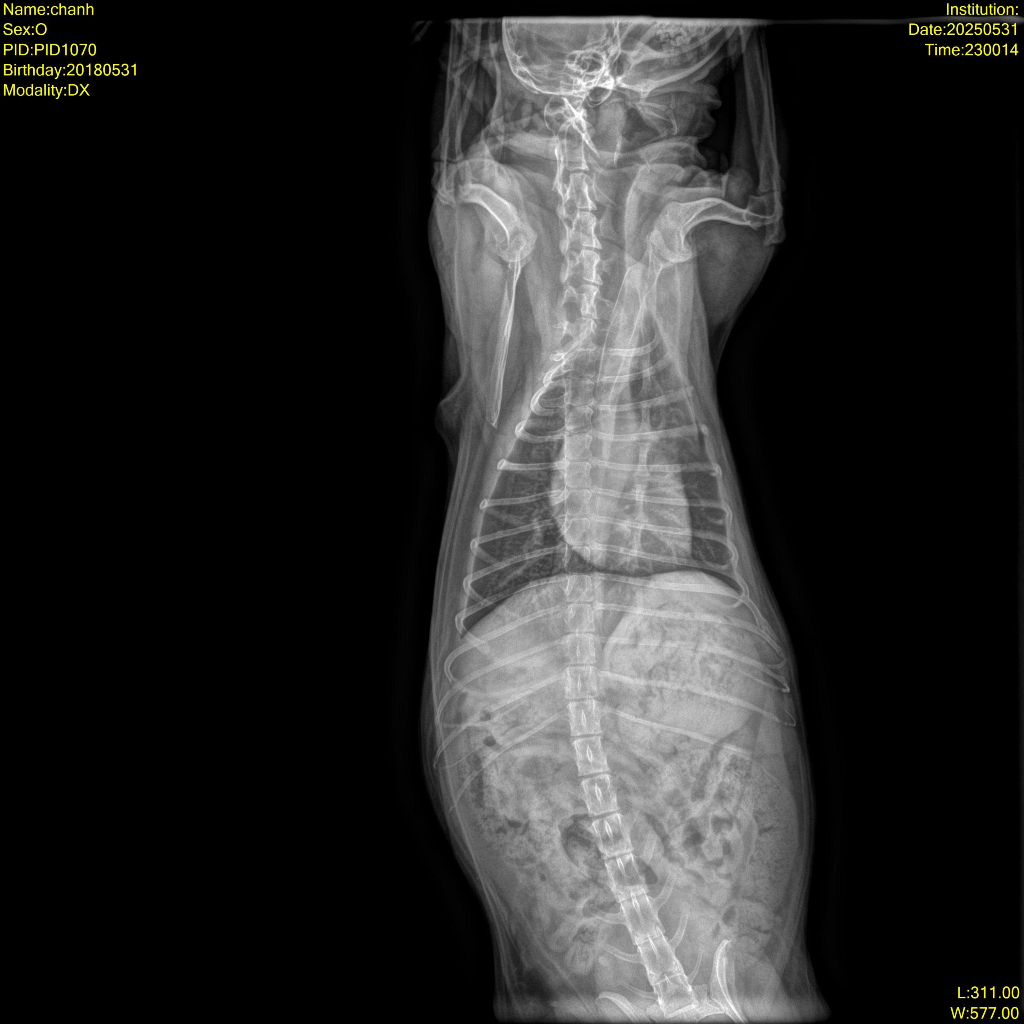 Name:chanh
Sex:O
PID:PID1070
Birthday:20180531
Modality:DX
Institution:
Date:20250531
Time:230014
L:311.00
W:577.00